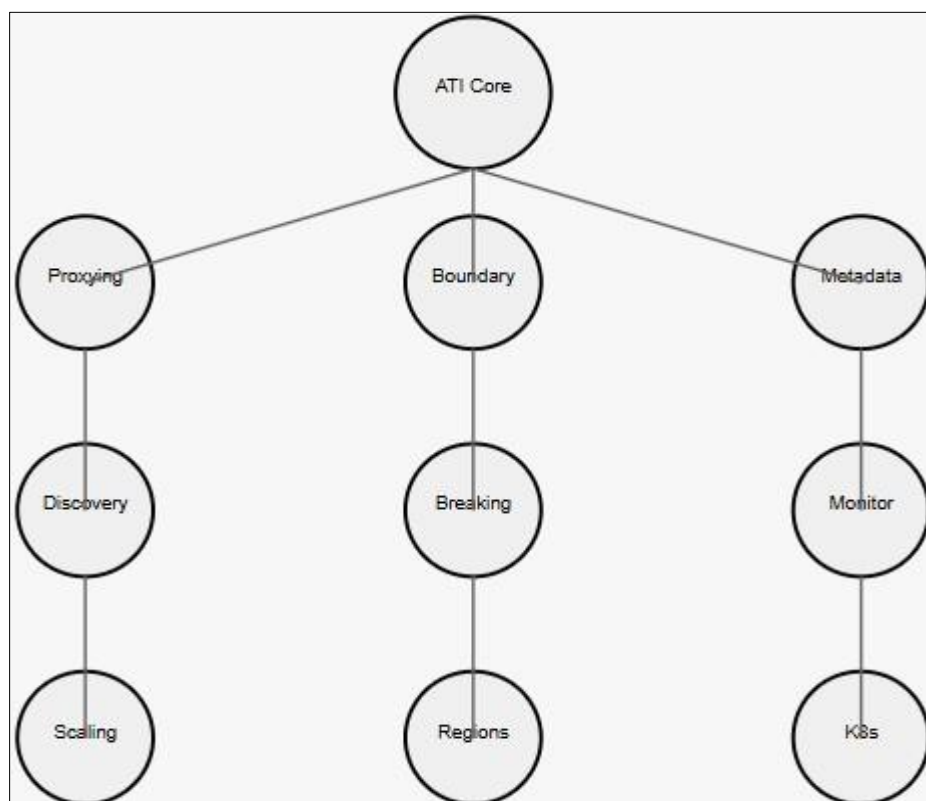 ATI Core
Proxying
Boundary
Metadata
Discovery
Breaking
Monitor
Scaling
Regions
K8s